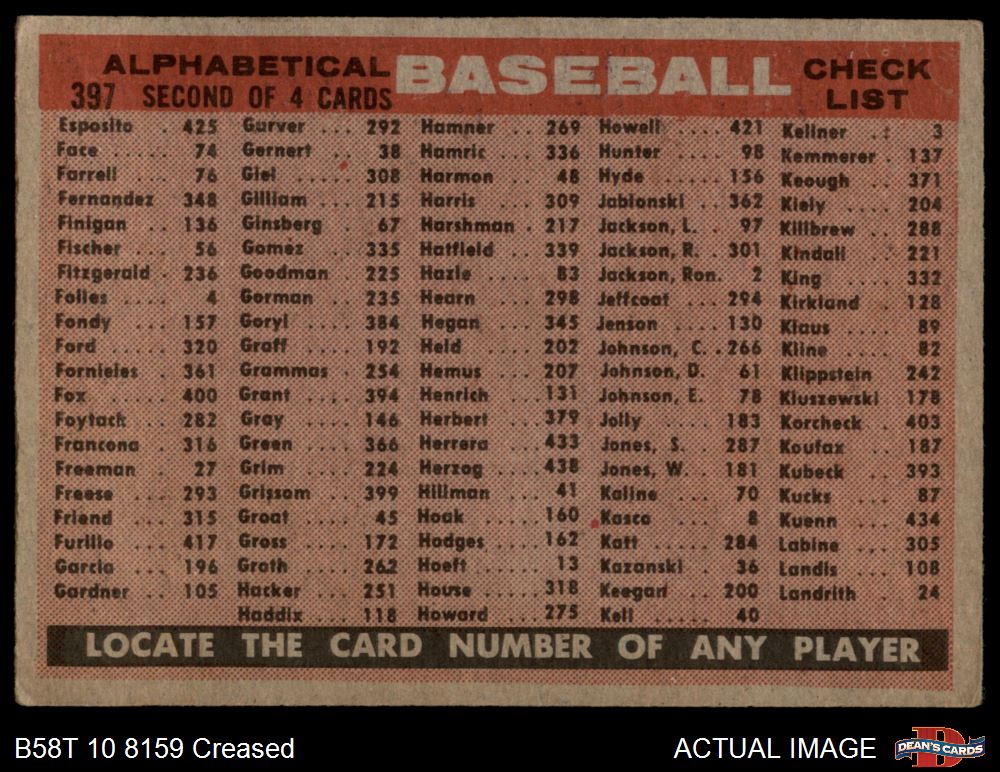 ALPHABETICAL BASEBALL CHECK
397 SECOND OF 4 CARDS LIST
Esposito . 425
Face ..... 74
Farrell .. 76
Fernandez 348
Finigan .. 136
Fischer .. 56
Fitzgerald . 236
Foiles .... 4
Fondy ... 157
Ford ..... 320
Fornieles . 361
Fox ..... 400
Foytack .. 282
Francona . 316
Freeman .. 27
Freese ... 293
Friend ... 315
Furillo ... 417
Garcia ... 196
Gardner .. 105
Garver ... 292
Gernert .. 38
Giel ..... 308
Gilliam ... 215
Ginsberg .. 67
Gomez ... 335
Goodman . 225
Gorman .. 235
Goryl .... 384
Graff .... 192
Grammas . 254
Grant .... 394
Gray .... 146
Green .... 366
Grim .... 224
Grissom .. 399
Groat .... 45
Gross .... 172
Groth .... 262
Hacker ... 251
Haddix ... 118
Hamner .. 269
Hamric ... 336
Harmon .. 48
Harris .... 309
Harshman . 217
Hatfield .. 339
Hazle .... 83
Hearn ... 298
Hegan ... 345
Held .... 202
Hemus ... 207
Henrich ... 131
Herbert ... 379
Herrera ... 433
Herzog ... 438
Hillman ... 41
Hoak ..... 160
Hodges ... 162
Hoeft .... 13
House .... 318
Howard ... 275
Howell .... 421
Hunter .... 98
Hyde ..... 156
Jablonski .. 362
Jackson, L. . 97
Jackson, R. . 301
Jackson, Ron. 2
Jeffcoat ... 294
Jenson .... 130
Johnson, C. . 266
Johnson, D. 61
Johnson, E. 78
Jolly ..... 183
Jones, S. . 287
Jones, W. . 181
Kaline ... 70
Kasco .... 8
Katt ..... 284
Kazanski . 36
Keegan ... 200
Kell ..... 40
Kellner . : 3
Kemmerer . 137
Keough .. 371
Kiely .... 204
Killbrew .. 288
Kindall ... 221
King .... 332
Kirkland .. 128
Klaus .... 89
Kline .... 82
Klippstein 242
Kluszewski 178
Korcheck . 403
Koufax .. 187
Kubeck .. 393
Kucks ... 87
Kuenn ... 434
Labine ... 305
Landis ... 108
Landrith .. 24
LOCATE THE CARD NUMBER OF ANY PLAYER
B58T 10 8159 Creased
ACTUAL IMAGE
DEAN'S CARDS